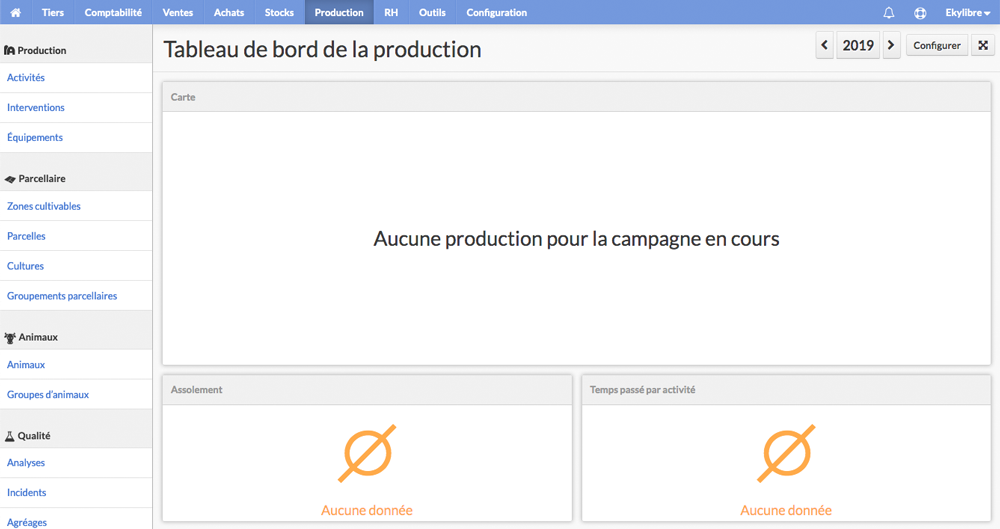 Tiers Comptabilité Ventes Achats Stocks Production RH Outils Configuration Ekylibre
Production
Activités
Interventions
Équipements
Parcellaire
Zones cultivables
Parcelles
Cultures
Groupements parcellaires
Animaux
Animaux
Groupes d'animaux
Qualité
Analyses
Incidents
Agréages
Tableau de bord de la production
2019
Configurer
Carte
Aucune production pour la campagne en cours
Assolement
Aucune donnée
Temps passé par activité
Aucune donnée